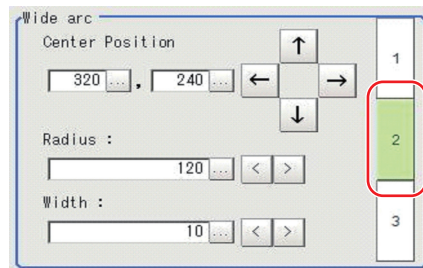 Wide arc
Center Position
320 ... , 240 ...
Radius :
120 ... < >
Width :
10 ... < >
1
2
3